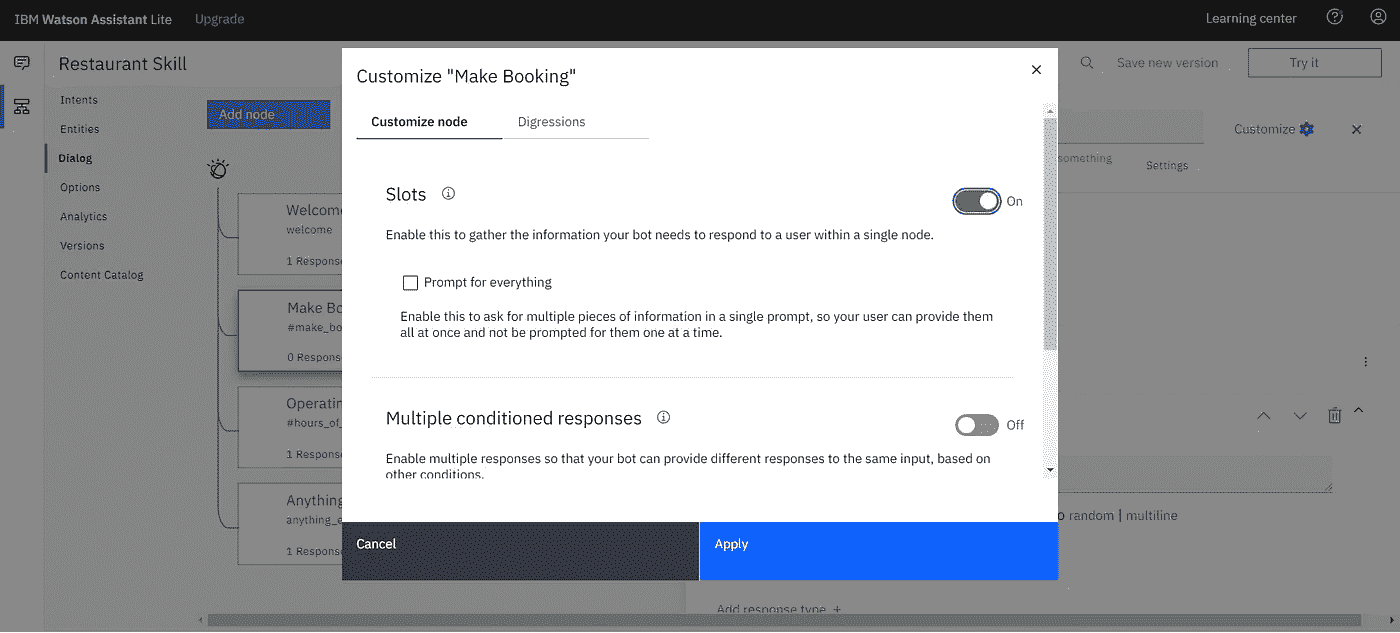 IBM Watson Assistant Lite
Upgrade
Learning center
Restaurant Skill
Save new version
Try it
Intents
Entities
Dialog
Options
Analytics
Versions
Content Catalog
Add node
Welcome
welcome
1 Respons
Make Bo
#make_bo
0 Respons
Operatin
#hours_of_
1 Respons
Anything
anything_e
1 Respons
Customize "Make Booking"
Customize node
Digressions
Slots
On
Enable this to gather the information your bot needs to respond to a user within a single node.
Prompt for everything
Enable this to ask for multiple pieces of information in a single prompt, so your user can provide them
all at once and not be prompted for them one at a time.
Multiple conditioned responses
Off
Enable multiple responses so that your bot can provide different responses to the same input, based on
other conditions.
Cancel
Apply
Customize
something
Settings
o random | multiline
Add response type +